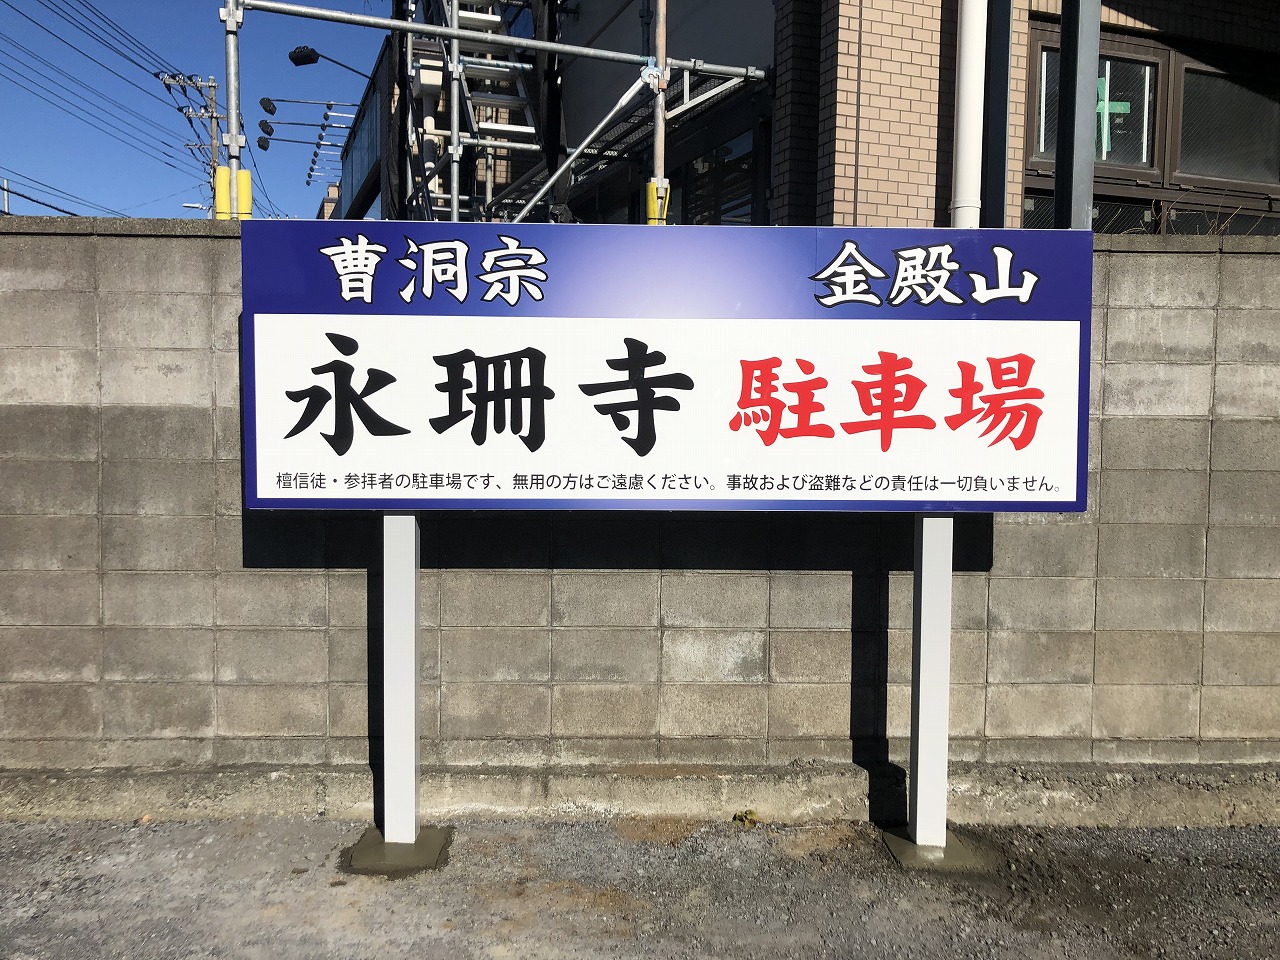 曹洞宗 金殿山
永珊寺 駐車場
檀信徒・参拝者の駐車場です、無用の方はご遠慮ください。事故および盗難などの責任は一切負いません。